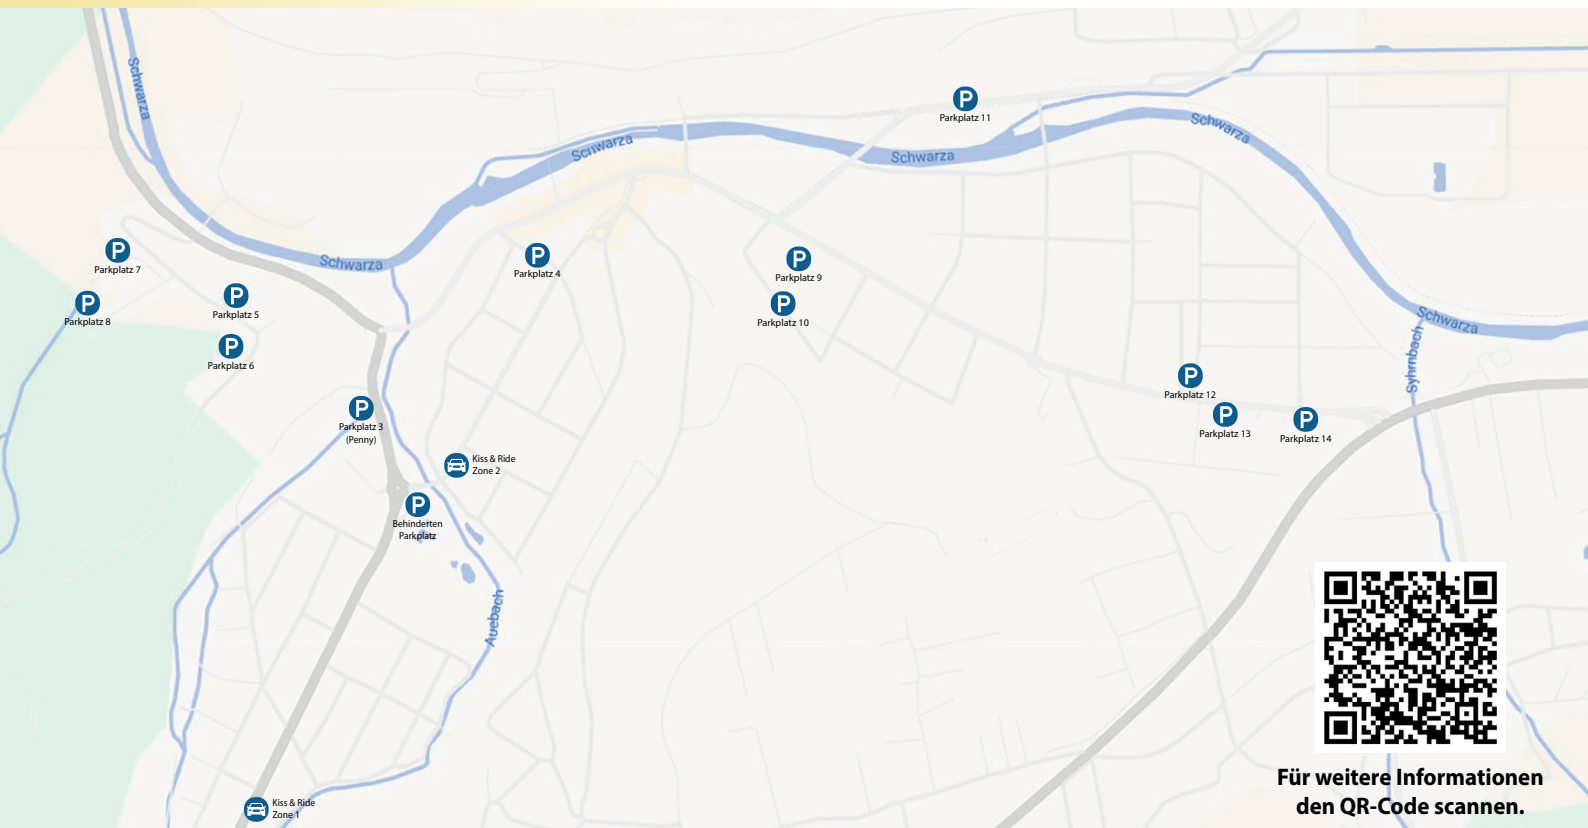 Schwarza
Parkplatz 11
Schwarza
Schwarza
Schwarza
Parkplatz 7
Schwarza
Parkplatz 4
Parkplatz 9
Parkplatz 8
Parkplatz 5
Parkplatz 10
Schwarza
Parkplatz 6
Syhrnbach
Parkplatz 12
Parkplatz 3
(Penny)
Parkplatz 13
Parkplatz 14
Kiss & Ride
Zone 2
Behinderten
Parkplatz
Auebach
Kiss & Ride
Zone 1
Für weitere Informationen
den QR-Code scannen.